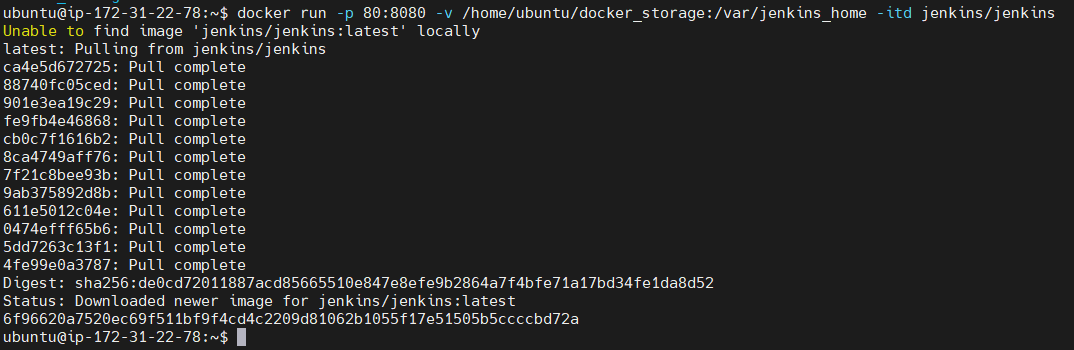 ubuntu@ip-172-31-22-78:~$ docker run -p 80:8080 -v /home/ubuntu/docker_storage:/var/jenkins_home -itd jenkins/jenkins
Unable to find image 'jenkins/jenkins:latest' locally
latest: Pulling from jenkins/jenkins
ca4e5d672725: Pull complete
88740fc05ced: Pull complete
901e3ea19c29: Pull complete
fe9fb4e46868: Pull complete
cb0c7f1616b2: Pull complete
8ca4749aff76: Pull complete
7f21c8bee93b: Pull complete
9ab375892d8b: Pull complete
611e5012c04e: Pull complete
0474efff65b6: Pull complete
5dd7263c13f1: Pull complete
4fe99e0a3787: Pull complete
Digest: sha256:de0cd72011887acd85665510e847e8efe9b2864a7f4bfe71a17bd34fe1da8d52
Status: Downloaded newer image for jenkins/jenkins:latest
6f96620a7520ec69f511bf9f4cd4c2209d81062b1055f17e51505b5ccccbd72a
ubuntu@ip-172-31-22-78:~$